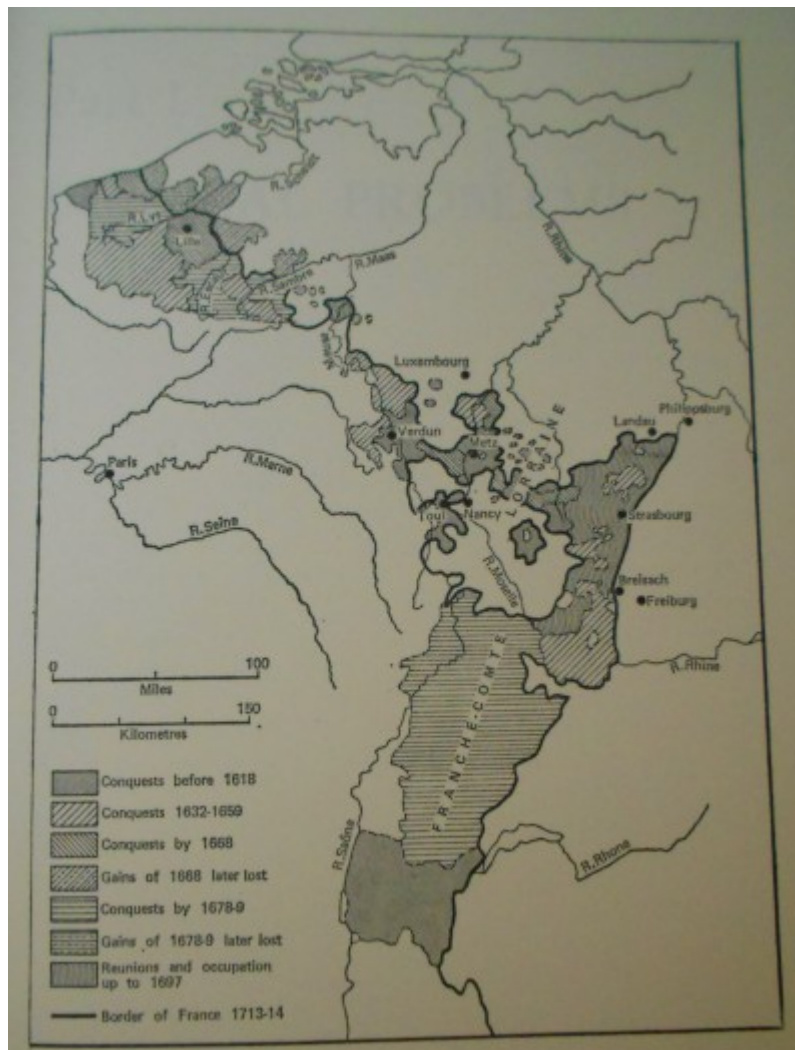 R. Scheldt
R. Lys
Lille
R. Sambre
R. Maas
R. Rhine
Meuse
Luxembourg
Philippsburg
Landau
Verdun
Metz
LORRAINE
Paris
R. Marne
Toul
Nancy
Strasbourg
R. Seine
R. Moselle
Breisach
Freiburg
R. Rhine
FRANCHE-COMTE
0 100
Miles
0 150
Kilometres
Conquests before 1618
Conquests 1632-1659
Conquests by 1668
Gains of 1668 later lost
Conquests by 1678-9
Gains of 1678-9 later lost
Reunions and occupation
up to 1697
Border of France 1713-14
R. Saône
R. Rhone